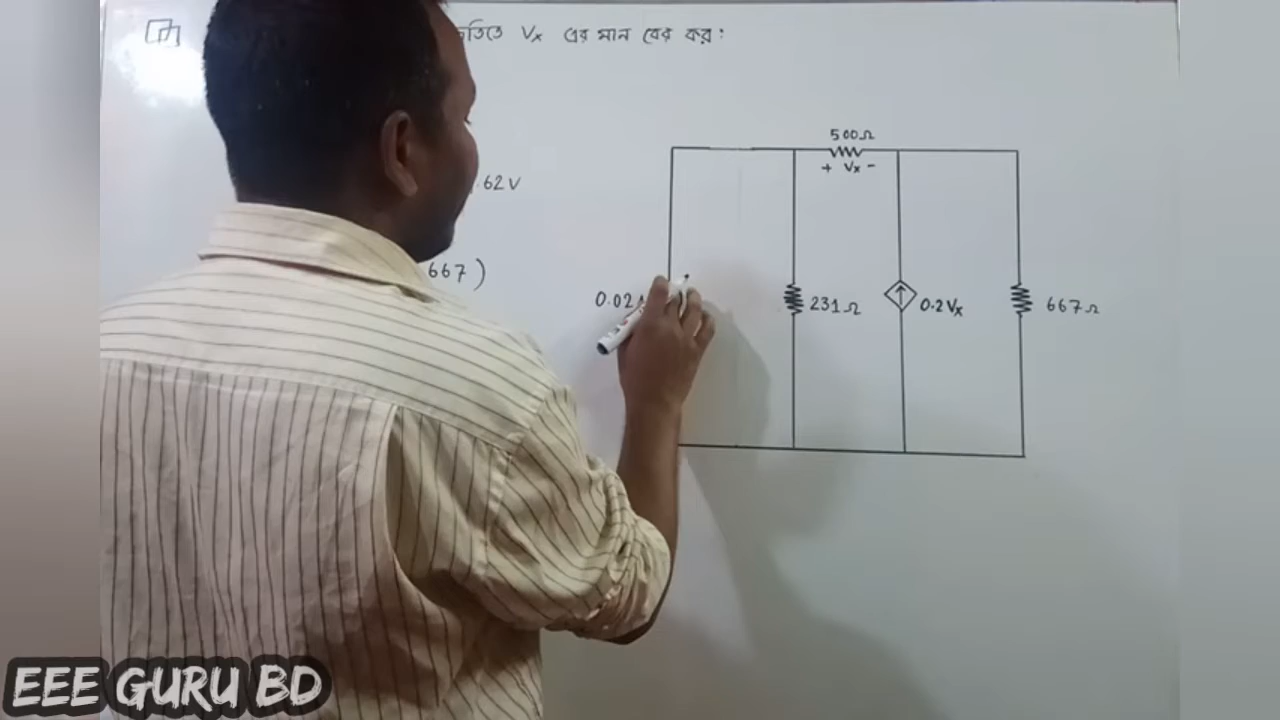 Vx এর মান বের কর:
500Ω
+ Vx -
.62V
667)
0.02
231Ω
0.2Vx
667Ω
EEE GURU BD